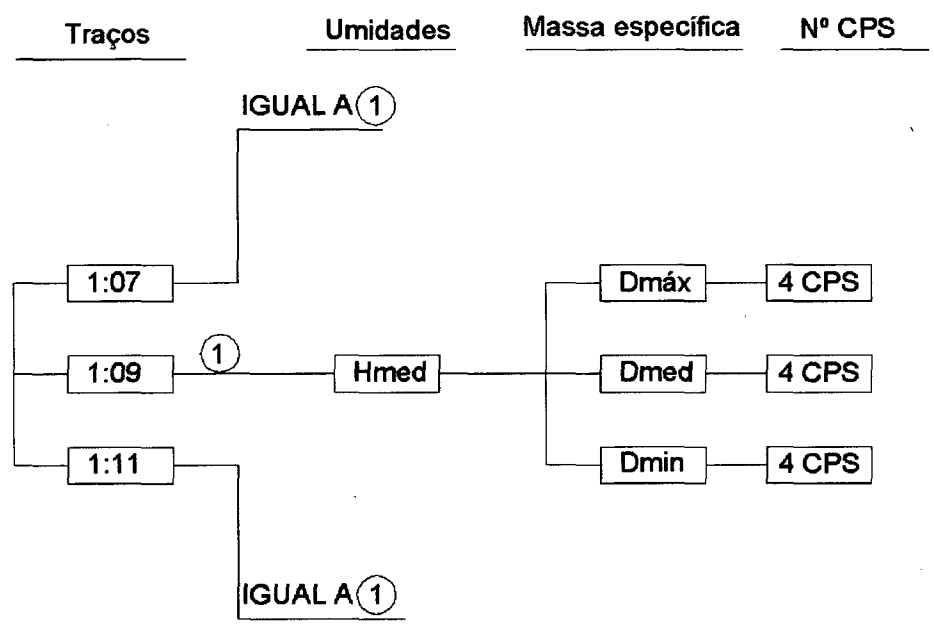 Traços Umidades Massa específica Nº CPS
IGUAL A 1
1:07 Dmáx 4 CPS
1
1:09 Hmed Dmed 4 CPS
1:11 Dmin 4 CPS
IGUAL A 1